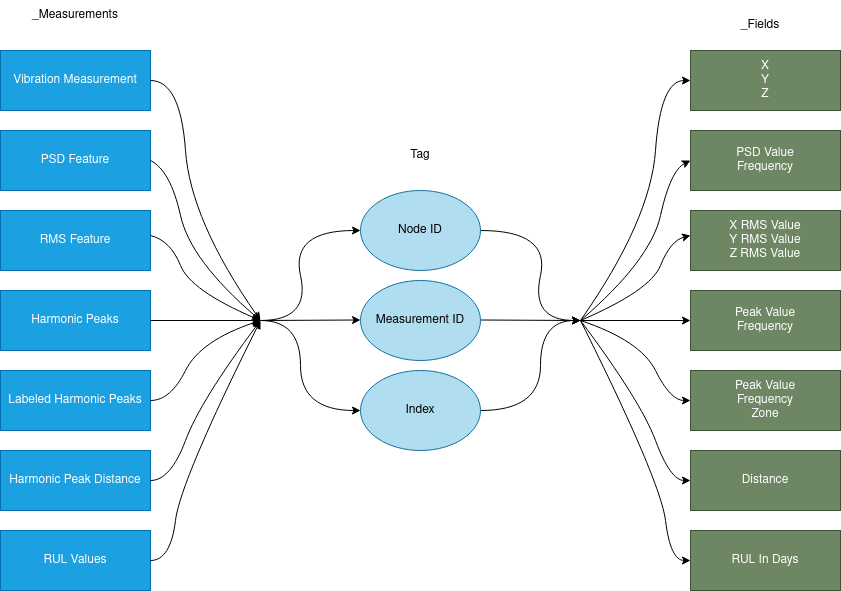 _Measurements
Vibration Measurement
PSD Feature
RMS Feature
Harmonic Peaks
Labeled Harmonic Peaks
Harmonic Peak Distance
RUL Values
Tag
Node ID
Measurement ID
Index
_Fields
X
Y
Z
PSD Value
Frequency
X RMS Value
Y RMS Value
Z RMS Value
Peak Value
Frequency
Peak Value
Frequency
Zone
Distance
RUL In Days